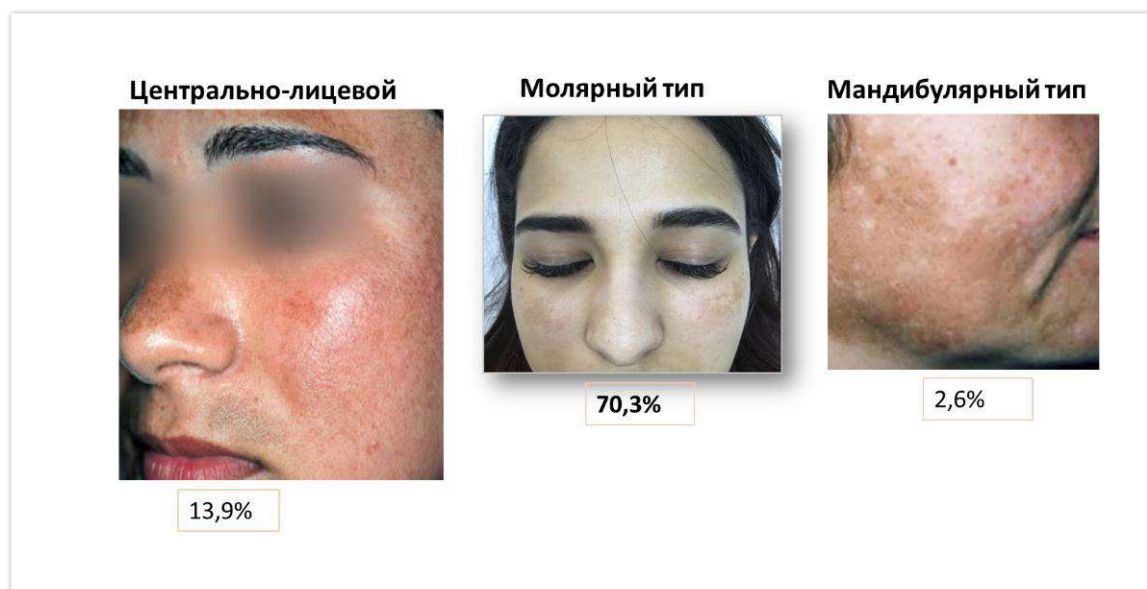 Центрально-лицевой
Молярный тип
Мандибулярный тип
70,3%
2,6%
13,9%